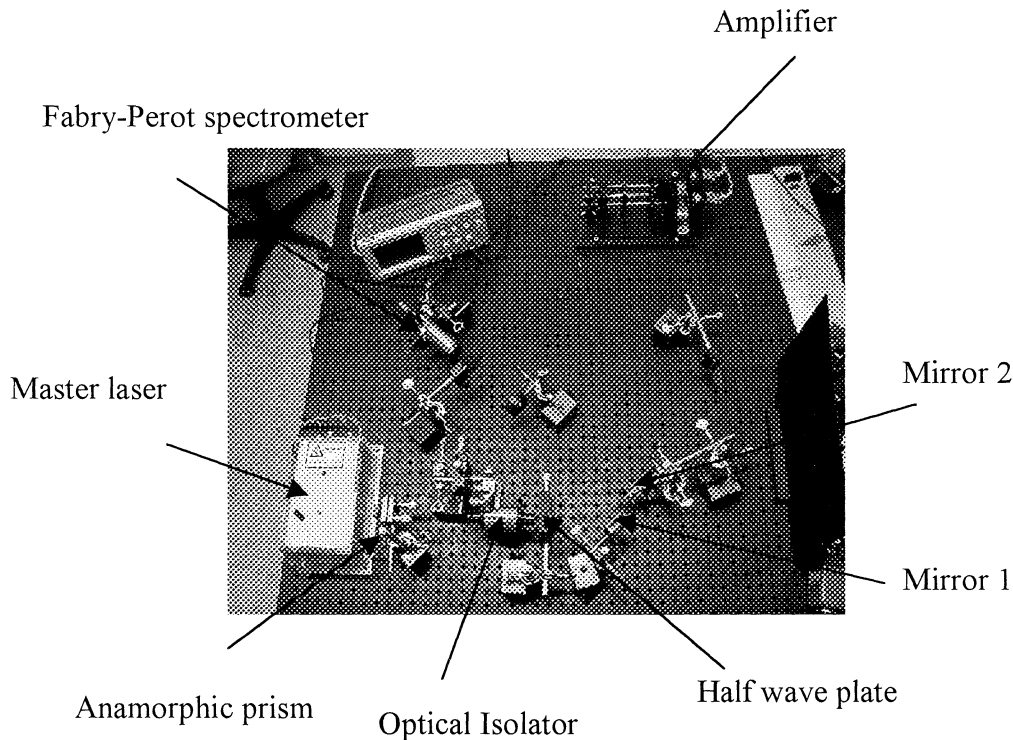 Amplifier
Fabry-Perot spectrometer
Master laser
Mirror 2
Mirror 1
Half wave plate
Anamorphic prism
Optical Isolator